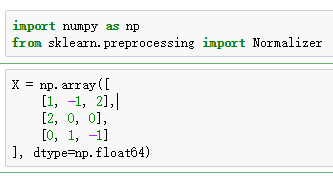 import numpy as np
from sklearn.preprocessing import Normalizer
X = np.array([
    [1, -1, 2],
    [2, 0, 0],
    [0, 1, -1]
], dtype=np.float64)